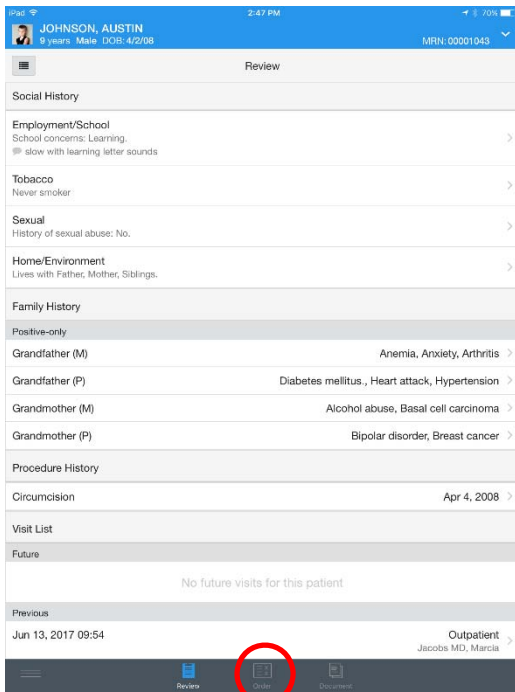 iPad 2:47 PM 70%
JOHNSON, AUSTIN
9 years Male DOB:4/2/08 MRN:00001043
Review
Social History
Employment/School
School concerns: Learning.
slow with learning letter sounds
Tobacco
Never smoker
Sexual
History of sexual abuse: No.
Home/Environment
Lives with Father, Mother, Siblings.
Family History
Positive-only
Grandfather (M) Anemia, Anxiety, Arthritis
Grandfather (P) Diabetes mellitus., Heart attack, Hypertension
Grandmother (M) Alcohol abuse, Basal cell carcinoma
Grandmother (P) Bipolar disorder, Breast cancer
Procedure History
Circumcision Apr 4, 2008
Visit List
Future
No future visits for this patient
Previous
Jun 13, 2017 09:54 Outpatient
Jacobs MD, Marcia
Review Order Document